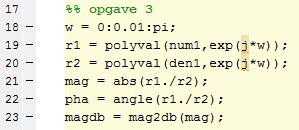 17 %% opgave 3
18 – w = 0:0.01:pi;
19 – r1 = polyval(num1,exp(j*w));
20 – r2 = polyval(den1,exp(j*w));
21 – mag = abs(r1./r2);
22 – pha = angle(r1./r2);
23 – magdb = mag2db(mag);